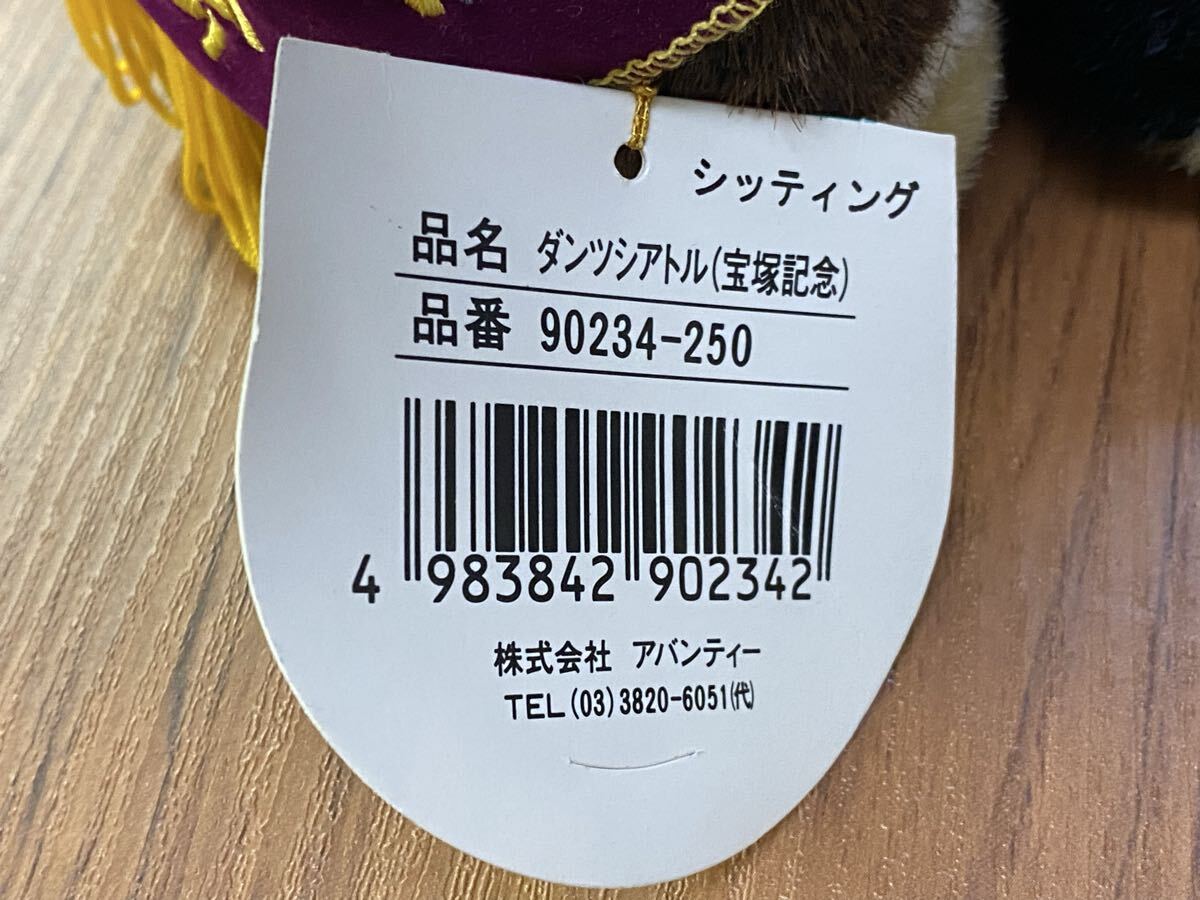 シッティング
品名 ダンツシアトル(宝塚記念)
品番 90234-250
4 983842 902342
株式会社 アバンティー
TEL(03)3820-6051(代)